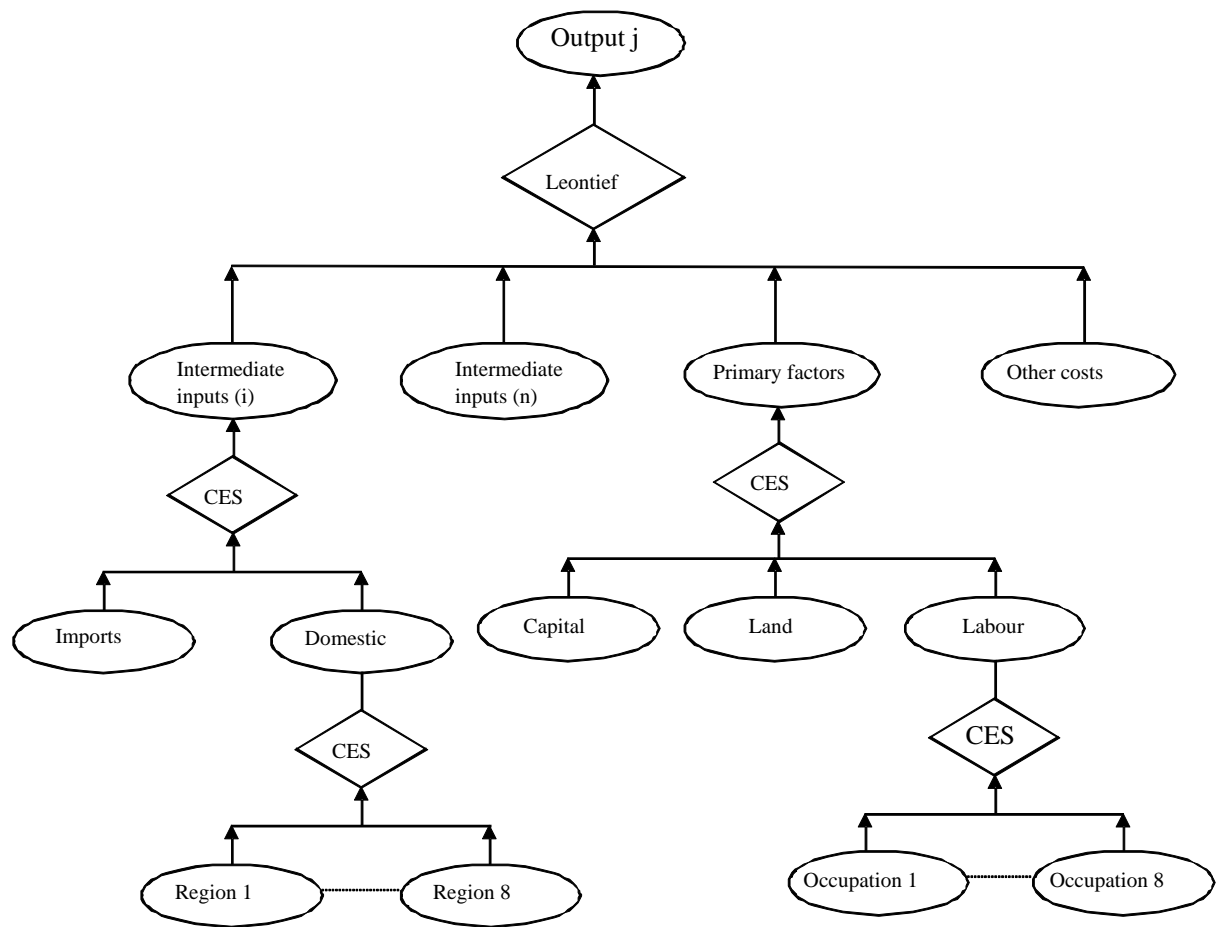 Output j
Leontief
Intermediate
inputs (i)
Intermediate
inputs (n)
Primary factors
Other costs
CES
CES
Imports
Domestic
Capital
Land
Labour
CES
CES
Region 1
Region 8
Occupation 1
Occupation 8